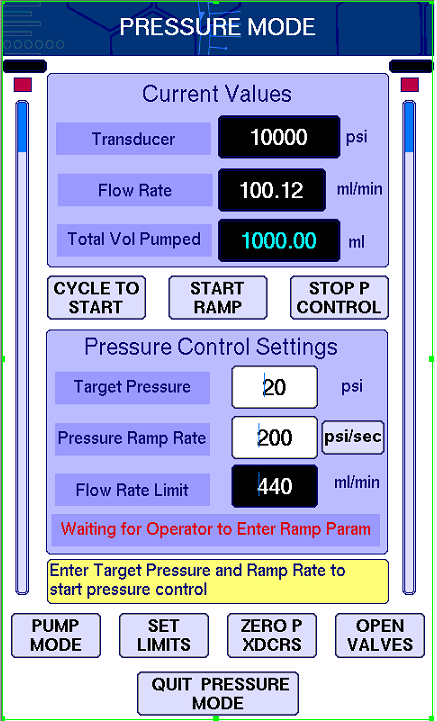 PRESSURE MODE
Current Values
Transducer 10000 psi
Flow Rate 100.12 ml/min
Total Vol Pumped 1000.00 ml
CYCLE TO START
START RAMP
STOP P CONTROL
Pressure Control Settings
Target Pressure 20 psi
Pressure Ramp Rate 200 psi/sec
Flow Rate Limit 440 ml/min
Waiting for Operator to Enter Ramp Param
Enter Target Pressure and Ramp Rate to
start pressure control
PUMP MODE
SET LIMITS
ZERO P XDCRS
OPEN VALVES
QUIT PRESSURE MODE